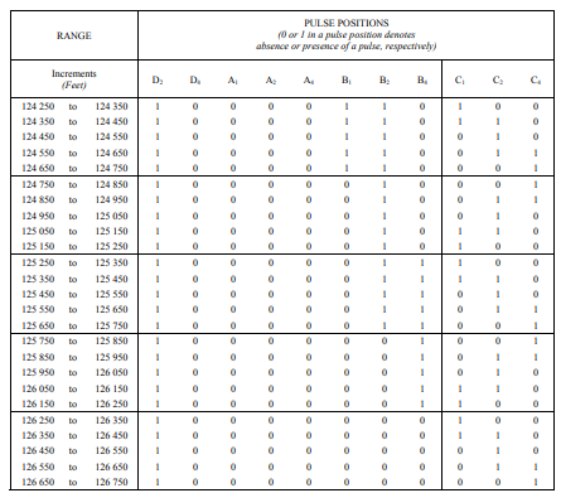 PULSE POSITIONS
RANGE
(0 or 1 in a pulse position denotes
absence or presence of a pulse, respectively)
Increments
(Feet)
D₂ D₄ A₁ A₂ A₄ B₁ B₂ B₄ C₁ C₂ C₄
124 250 to 124 350 1 0 0 0 0 1 1 0 1 0 0
124 350 to 124 450 1 0 0 0 0 1 1 0 1 1 0
124 450 to 124 550 1 0 0 0 0 1 1 0 0 1 0
124 550 to 124 650 1 0 0 0 0 1 1 0 0 1 1
124 650 to 124 750 1 0 0 0 0 1 1 0 0 0 1
124 750 to 124 850 1 0 0 0 0 0 1 0 0 0 1
124 850 to 124 950 1 0 0 0 0 0 1 0 0 1 1
124 950 to 125 050 1 0 0 0 0 0 1 0 0 1 0
125 050 to 125 150 1 0 0 0 0 0 1 0 1 1 0
125 150 to 125 250 1 0 0 0 0 0 1 0 1 0 0
125 250 to 125 350 1 0 0 0 0 0 1 1 1 0 0
125 350 to 125 450 1 0 0 0 0 0 1 1 1 1 0
125 450 to 125 550 1 0 0 0 0 0 1 1 0 1 0
125 550 to 125 650 1 0 0 0 0 0 1 1 0 1 1
125 650 to 125 750 1 0 0 0 0 0 1 1 0 0 1
125 750 to 125 850 1 0 0 0 0 0 0 1 0 0 1
125 850 to 125 950 1 0 0 0 0 0 0 1 0 1 1
125 950 to 126 050 1 0 0 0 0 0 0 1 0 1 0
126 050 to 126 150 1 0 0 0 0 0 0 1 1 1 0
126 150 to 126 250 1 0 0 0 0 0 0 1 1 0 0
126 250 to 126 350 1 0 0 0 0 0 0 0 1 0 0
126 350 to 126 450 1 0 0 0 0 0 0 0 1 1 0
126 450 to 126 550 1 0 0 0 0 0 0 0 0 1 0
126 550 to 126 650 1 0 0 0 0 0 0 0 0 1 1
126 650 to 126 750 1 0 0 0 0 0 0 0 0 0 1